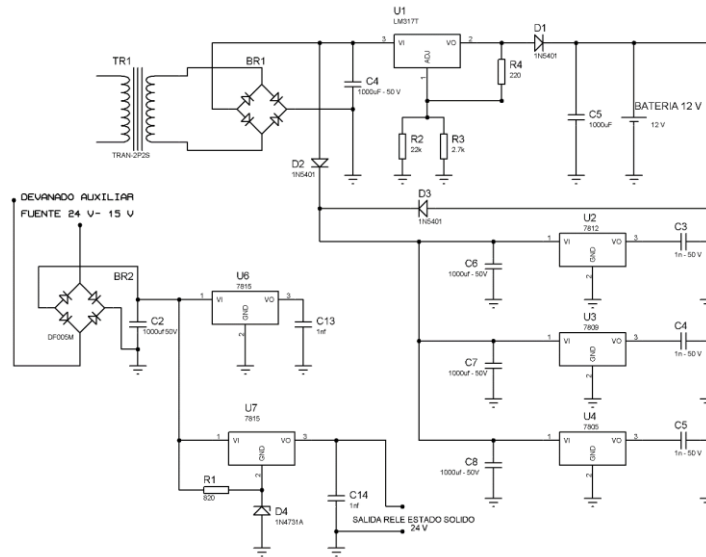 U1
LM317T
VI
VO
ADJ
3
2
1
D1
1N5401
R4
220
TR1
TRAN-2P2S
BR1
C4
1000uF - 50 V
R2
22k
R3
2.7k
C5
1000uF
BATERIA 12 V
12 V
D2
1N5401
D3
1N5401
DEVANADO AUXILIAR
FUENTE 24 V- 15 V
BR2
DF005M
C2
1000uf 50V
U6
7815
1
VI
VO
3
GND
2
C13
1nf
U2
7812
1
VI
VO
3
GND
2
C3
1n - 50 V
C6
1000uf - 50V
U3
7809
1
VI
VO
3
GND
2
C4
1n - 50 V
C7
1000uf - 50V
U4
7805
1
VI
VO
3
GND
2
C5
1n - 50 V
C8
1000uf - 50V
U7
7815
1
VI
VO
3
GND
2
R1
820
D4
1N4731A
C14
1nf
SALIDA RELE ESTADO SOLIDO
24 V